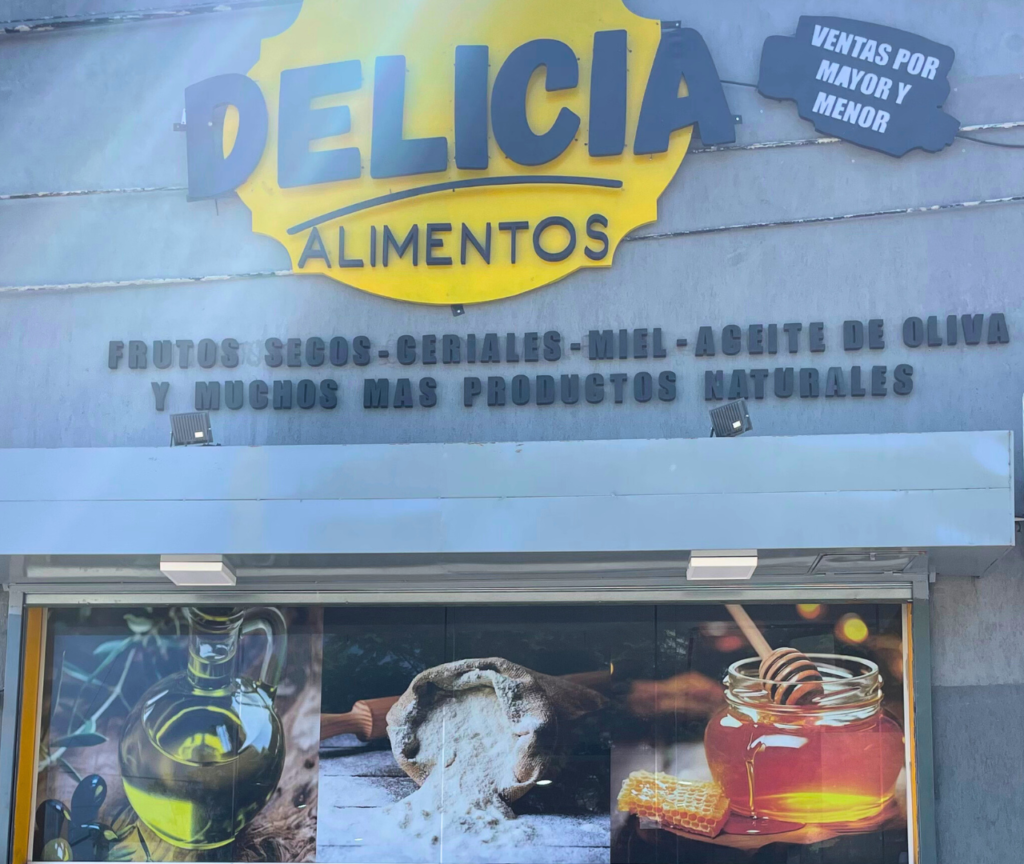 DELICIA
ALIMENTOS
VENTAS POR
MAYOR Y
MENOR
FRUTOS SECOS - CERIALES - MIEL - ACEITE DE OLIVA
Y MUCHOS MAS PRODUCTOS NATURALES